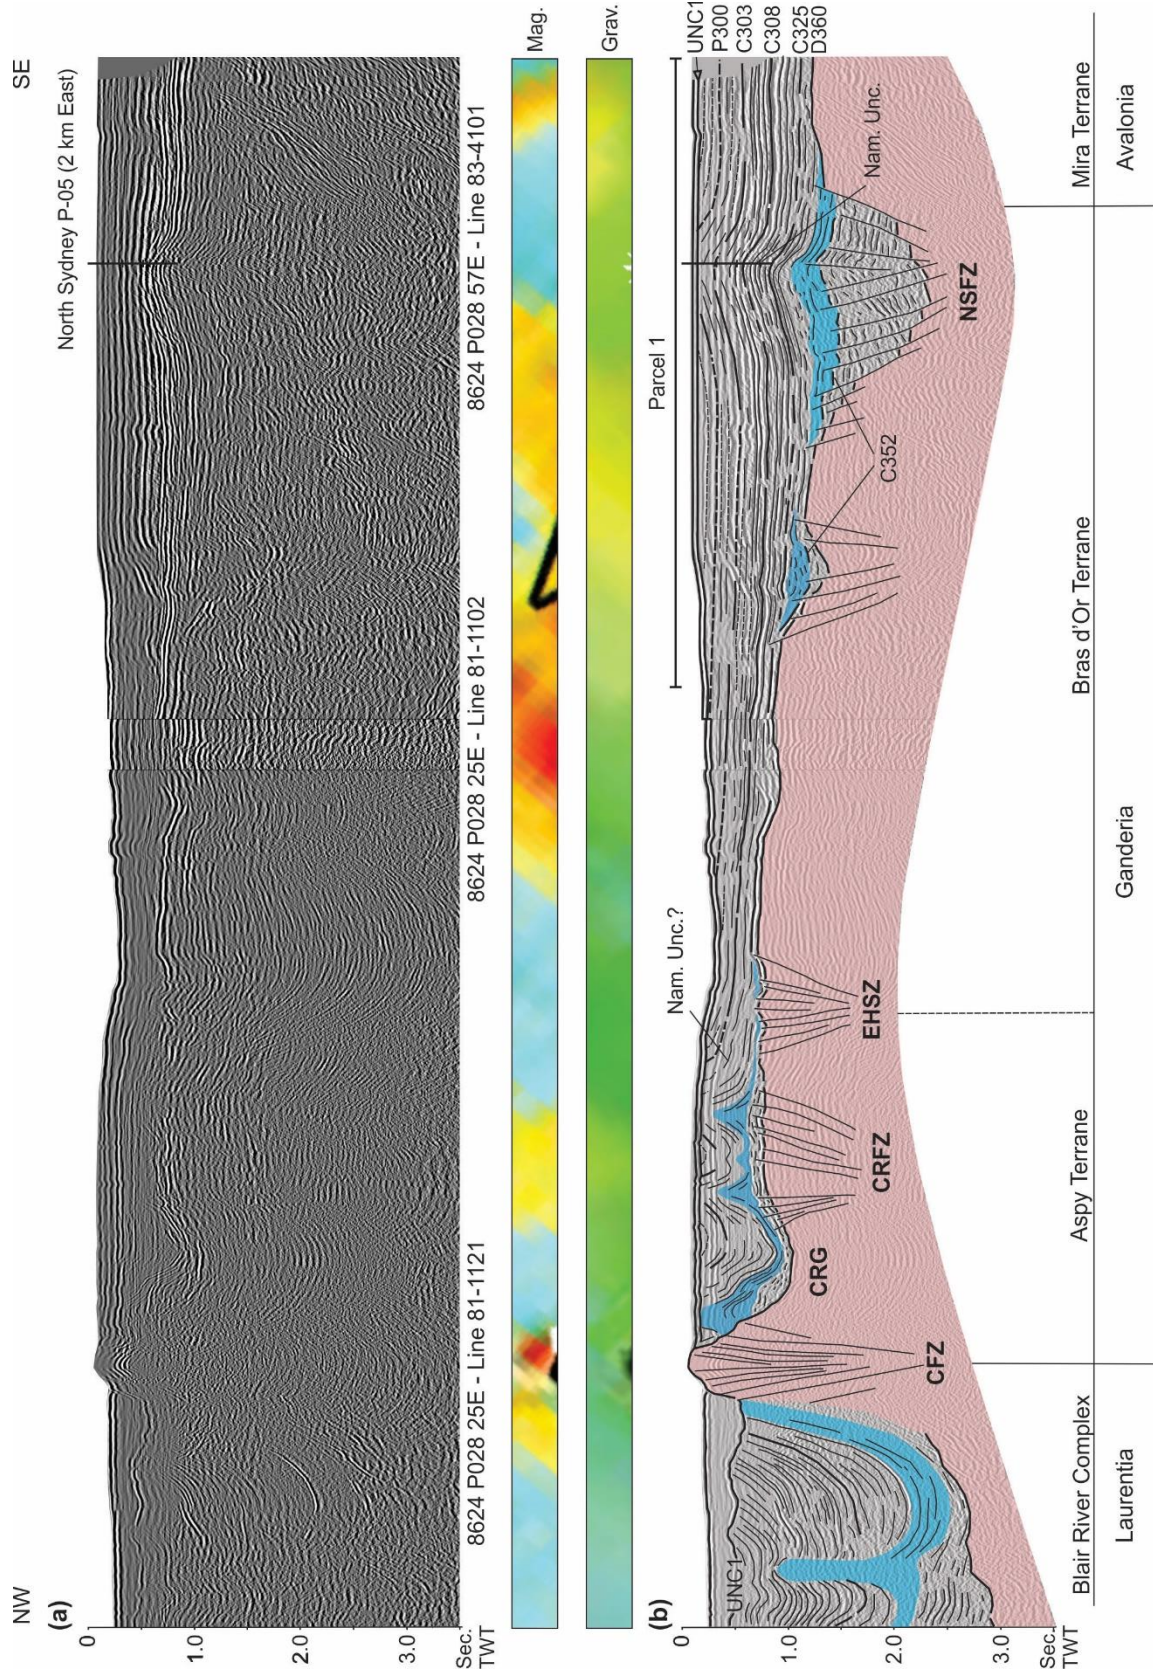 NW
SE
(a)
North Sydney P-05 (2 km East)
0
1.0
2.0
3.0
Sec.
TWT
8624 P028 25E - Line 81-1121
8624 P028 25E - Line 81-1102
8624 P028 57E - Line 83-4101
Mag.
Grav.
(b)
Parcel 1
Nam. Unc.?
UNC1
P300
C303
C308
C325
D360
UNC1
Nam. Unc.
C352
0
1.0
2.0
3.0
Sec.
TWT
CFZ
CRG
CRFZ
EHSZ
NSFZ
Blair River Complex
Aspy Terrane
Bras d'Or Terrane
Mira Terrane
Laurentia
Ganderia
Avalonia